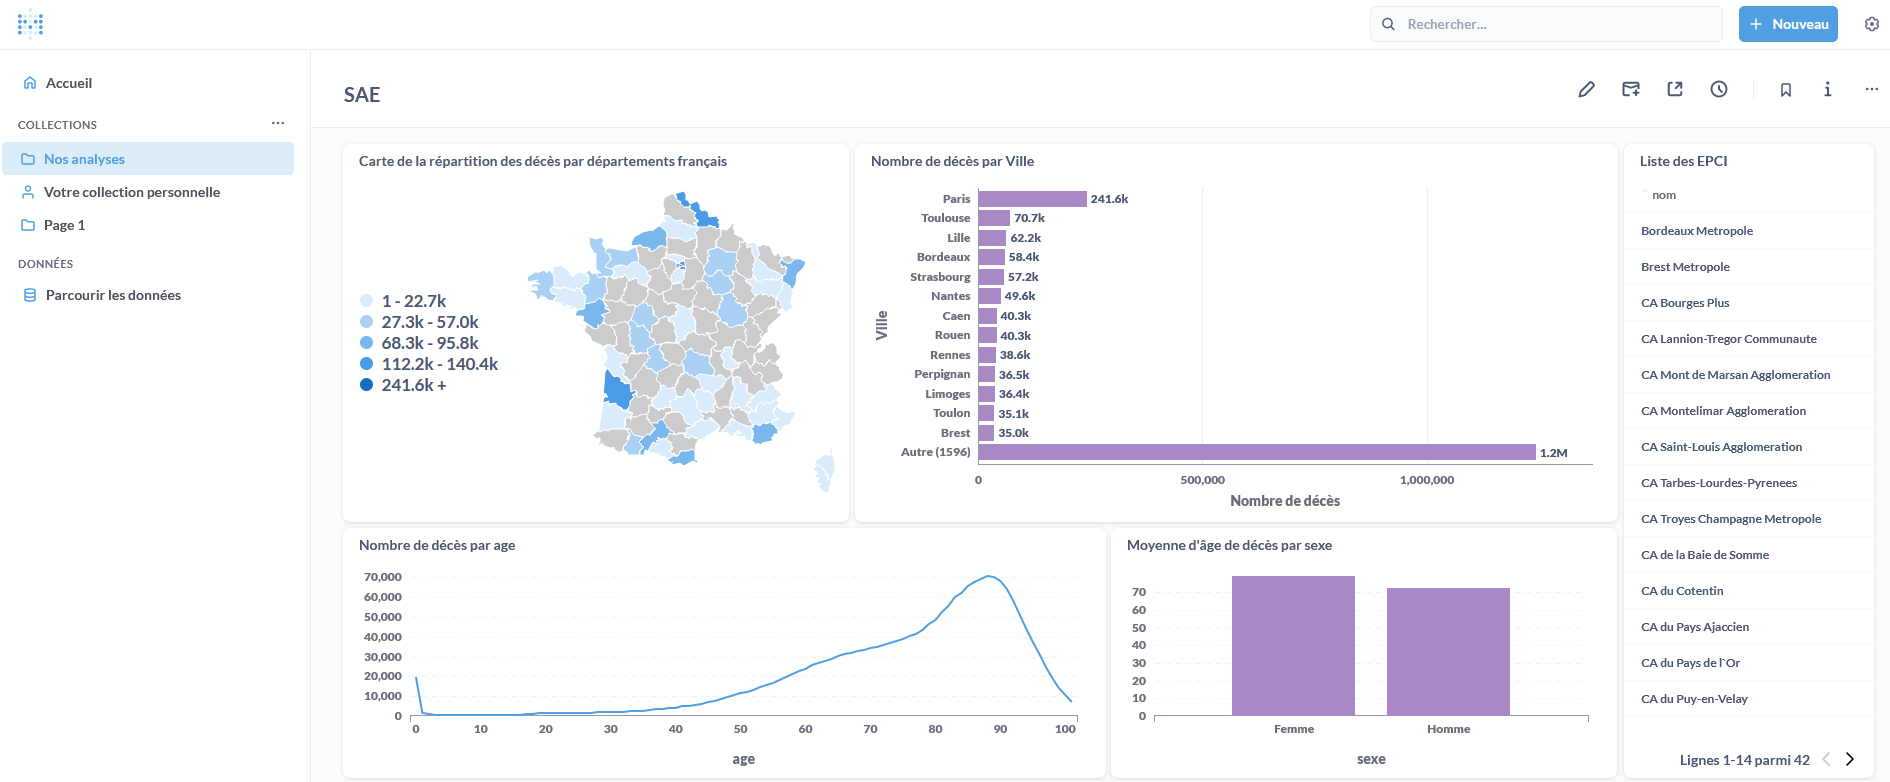 Rechercher...
Nouveau
Accueil
COLLECTIONS
Nos analyses
Votre collection personnelle
Page 1
DONNÉES
Parcourir les données
SAE
Carte de la répartition des décès par départements français
1 - 22.7k
27.3k - 57.0k
68.3k - 95.8k
112.2k - 140.4k
241.6k +
Nombre de décès par Ville
Ville
Paris 241.6k
Toulouse 70.7k
Lille 62.2k
Bordeaux 58.4k
Strasbourg 57.2k
Nantes 49.6k
Caen 40.3k
Rouen 40.3k
Rennes 38.6k
Perpignan 36.5k
Limoges 36.4k
Toulon 35.1k
Brest 35.0k
Autre (1596) 1.2M
0 500,000 1,000,000
Nombre de décès
Liste des EPCI
nom
Bordeaux Metropole
Brest Metropole
CA Bourges Plus
CA Lannion-Tregor Communaute
CA Mont de Marsan Agglomeration
CA Montelimar Agglomeration
CA Saint-Louis Agglomeration
CA Tarbes-Lourdes-Pyrenees
CA Troyes Champagne Metropole
CA de la Baie de Somme
CA du Cotentin
CA du Pays Ajaccien
CA du Pays de l`Or
CA du Puy-en-Velay
Lignes 1-14 parmi 42
Nombre de décès par age
70,000
60,000
50,000
40,000
30,000
20,000
10,000
0
0 10 20 30 40 50 60 70 80 90 100
age
Moyenne d'âge de décès par sexe
70
60
50
40
30
20
10
0
Femme Homme
sexe